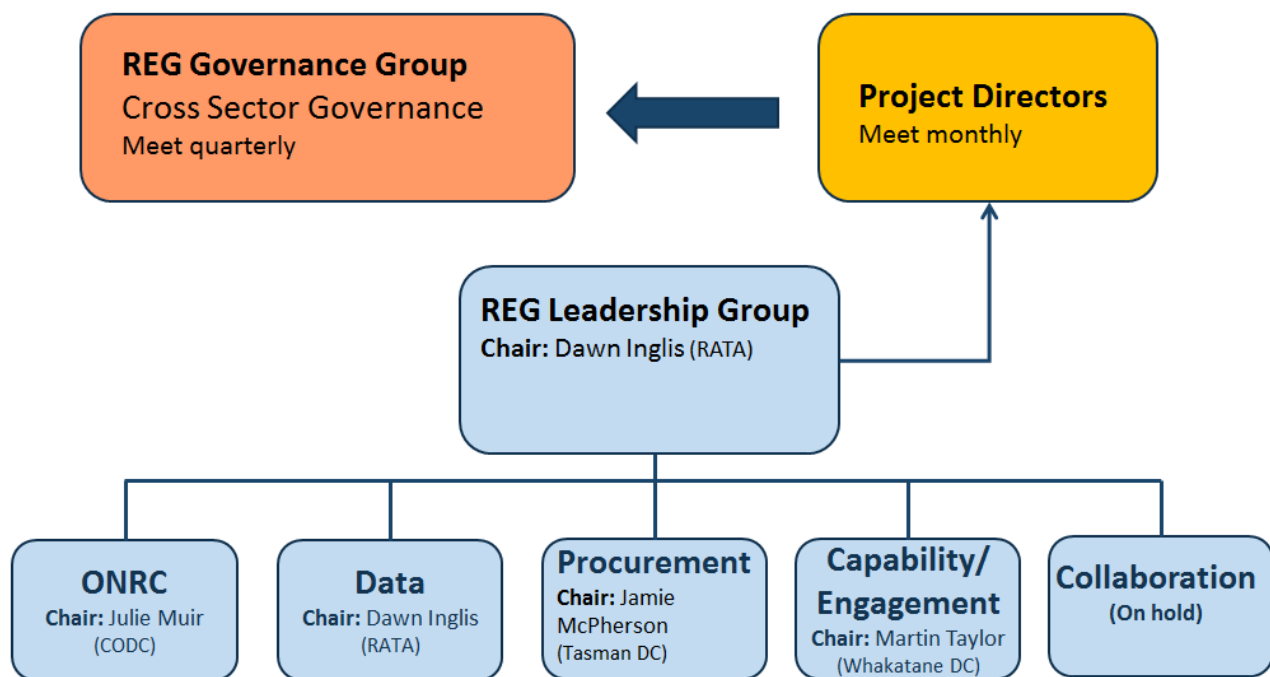 REG Governance Group
Cross Sector Governance
Meet quarterly
Project Directors
Meet monthly
REG Leadership Group
Chair: Dawn Inglis (RATA)
ONRC
Chair: Julie Muir
(CODC)
Data
Chair: Dawn Inglis
(RATA)
Procurement
Chair: Jamie
McPherson
(Tasman DC)
Capability/
Engagement
Chair: Martin Taylor
(Whakatane DC)
Collaboration
(On hold)